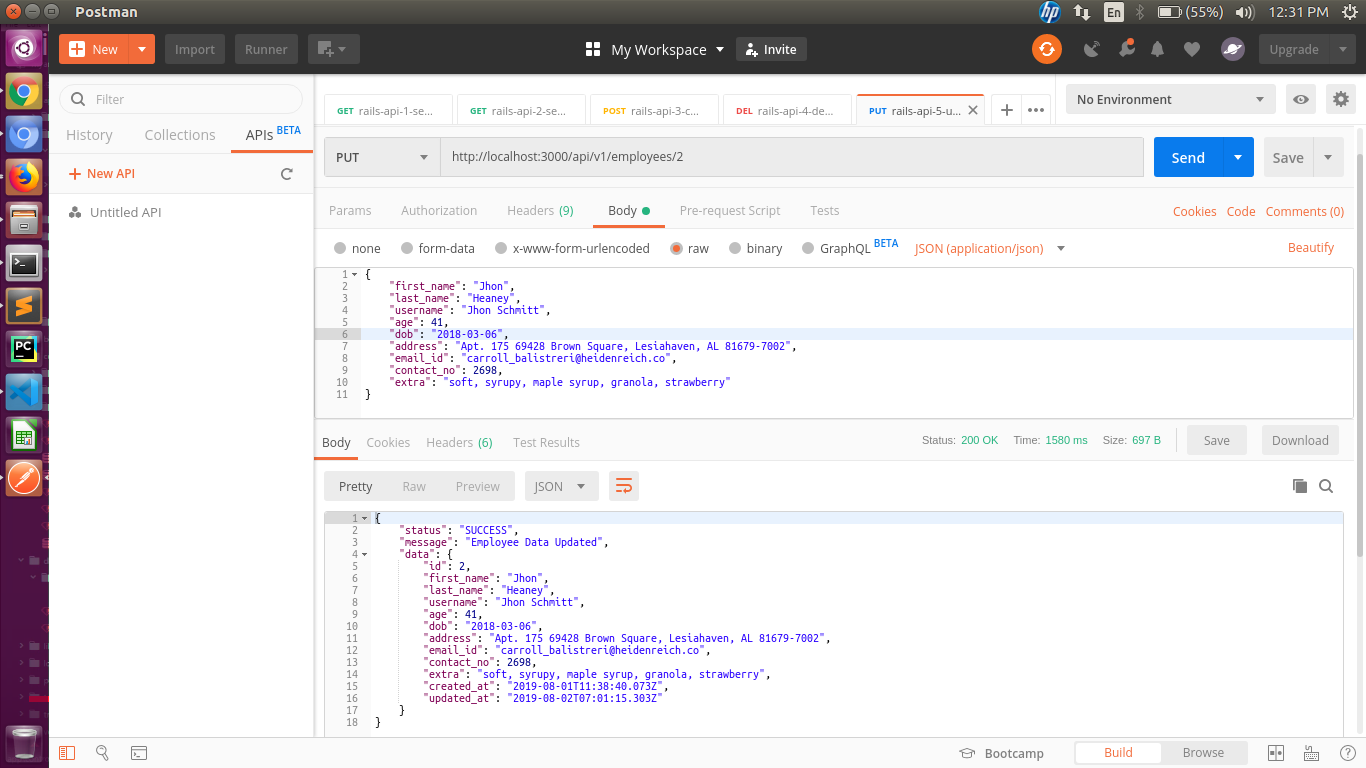 Postman
En
(55%)
12:31 PM
New
Import
Runner
My Workspace
Invite
Upgrade
Filter
History
Collections
APIs BETA
New API
Untitled API
GET rails-api-1-se...
GET rails-api-2-se...
POST rails-api-3-c...
DEL rails-api-4-de...
PUT rails-api-5-u...
No Environment
PUT
http://localhost:3000/api/v1/employees/2
Send
Save
Params
Authorization
Headers (9)
Body
Pre-request Script
Tests
Cookies
Code
Comments (0)
none
form-data
x-www-form-urlencoded
raw
binary
GraphQL BETA
JSON (application/json)
Beautify
1 {
2 "first_name": "Jhon",
3 "last_name": "Heaney",
4 "username": "Jhon Schmitt",
5 "age": 41,
6 "dob": "2018-03-06",
7 "address": "Apt. 175 69428 Brown Square, Lesiahaven, AL 81679-7002",
8 "email_id": "carroll_balistreri@heidenreich.co",
9 "contact_no": 2698,
10 "extra": "soft, syrupy, maple syrup, granola, strawberry"
11 }
Body
Cookies
Headers (6)
Test Results
Status: 200 OK
Time: 1580 ms
Size: 697 B
Save
Download
Pretty
Raw
Preview
JSON
1 {
2 "status": "SUCCESS",
3 "message": "Employee Data Updated",
4 "data": {
5 "id": 2,
6 "first_name": "Jhon",
7 "last_name": "Heaney",
8 "username": "Jhon Schmitt",
9 "age": 41,
10 "dob": "2018-03-06",
11 "address": "Apt. 175 69428 Brown Square, Lesiahaven, AL 81679-7002",
12 "email_id": "carroll_balistreri@heidenreich.co",
13 "contact_no": 2698,
14 "extra": "soft, syrupy, maple syrup, granola, strawberry",
15 "created_at": "2019-08-01T11:38:40.073Z",
16 "updated_at": "2019-08-02T07:01:15.303Z"
17 }
18 }
Bootcamp
Build
Browse